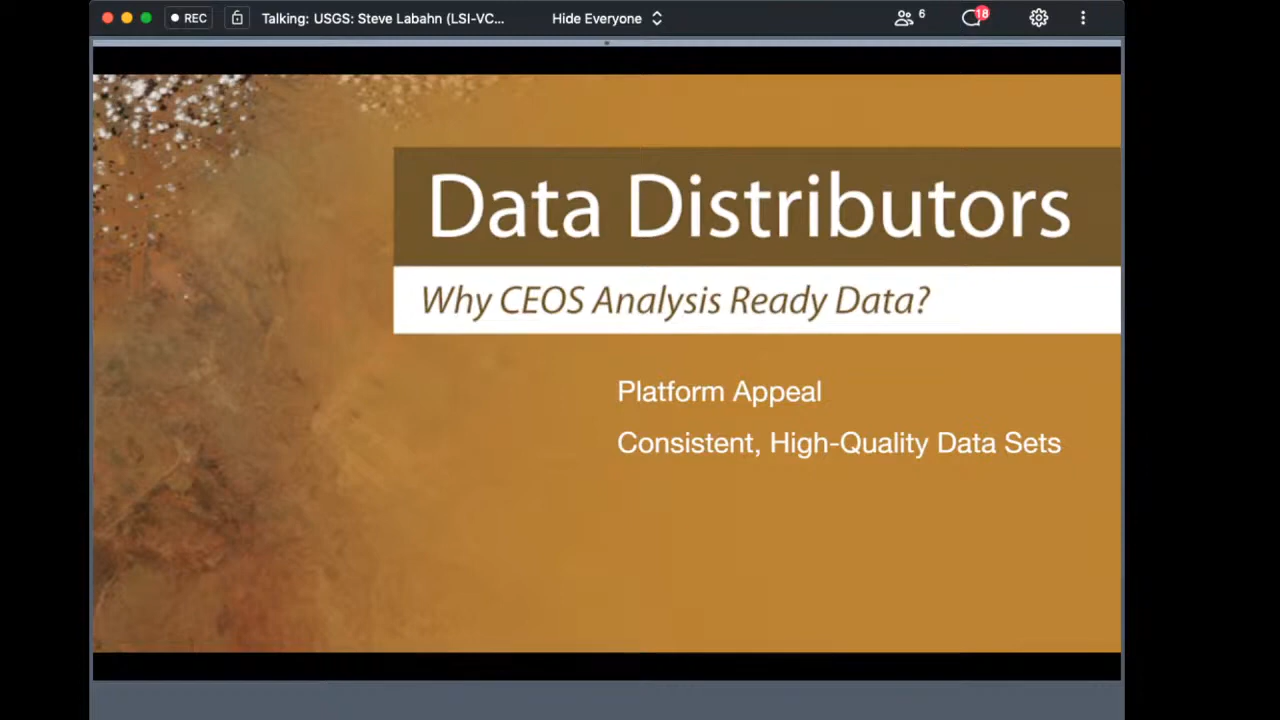 REC
Talking: USGS: Steve Labahn (LSI-VC...
Hide Everyone
6
18
Data Distributors
Why CEOS Analysis Ready Data?
Platform Appeal
Consistent, High-Quality Data Sets